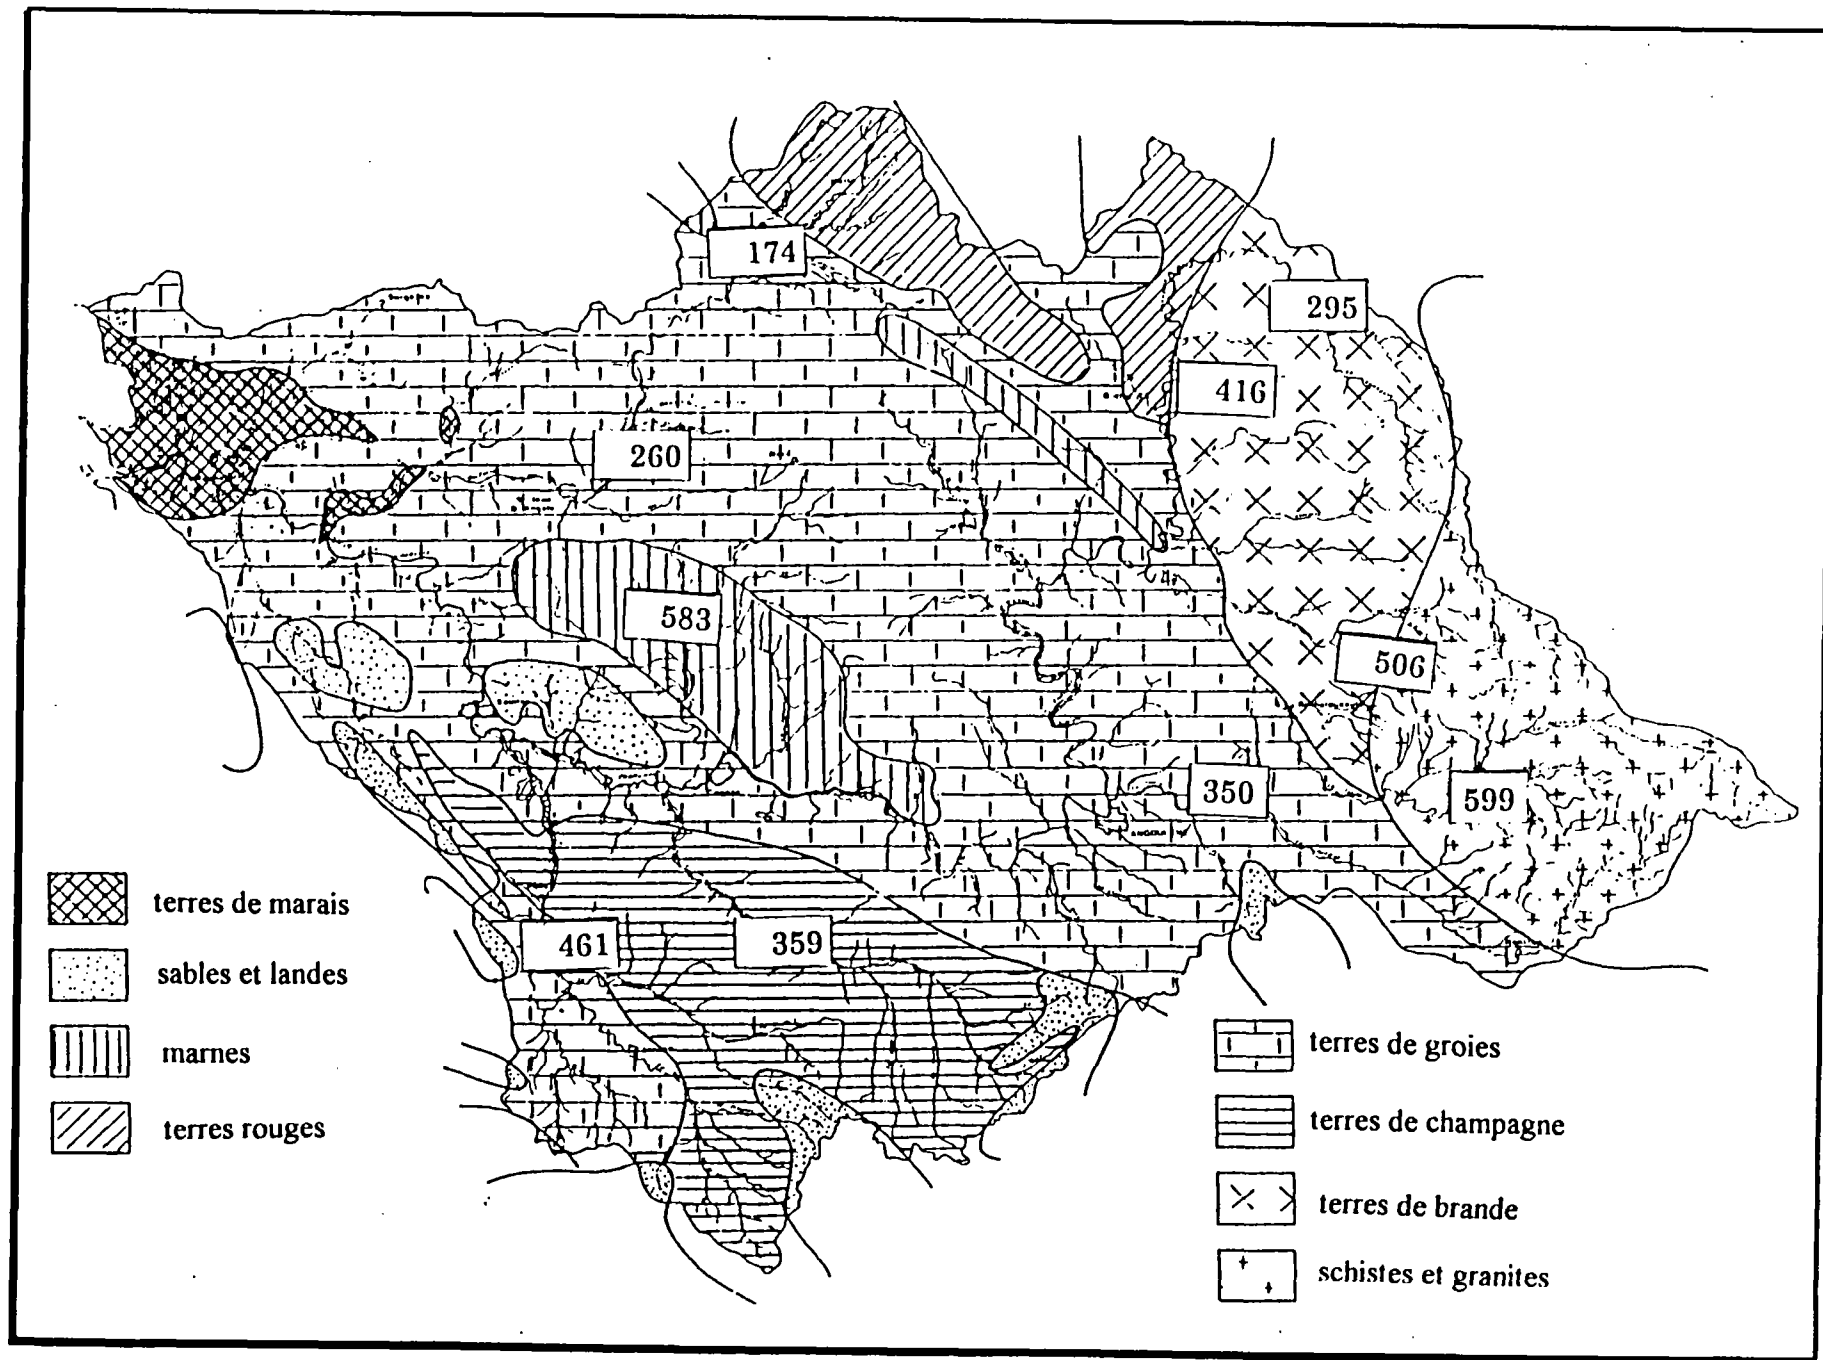 174
295
416
260
583
506
350
599
461
359
terres de marais
sables et landes
marnes
terres rouges
terres de groies
terres de champagne
terres de brande
schistes et granites